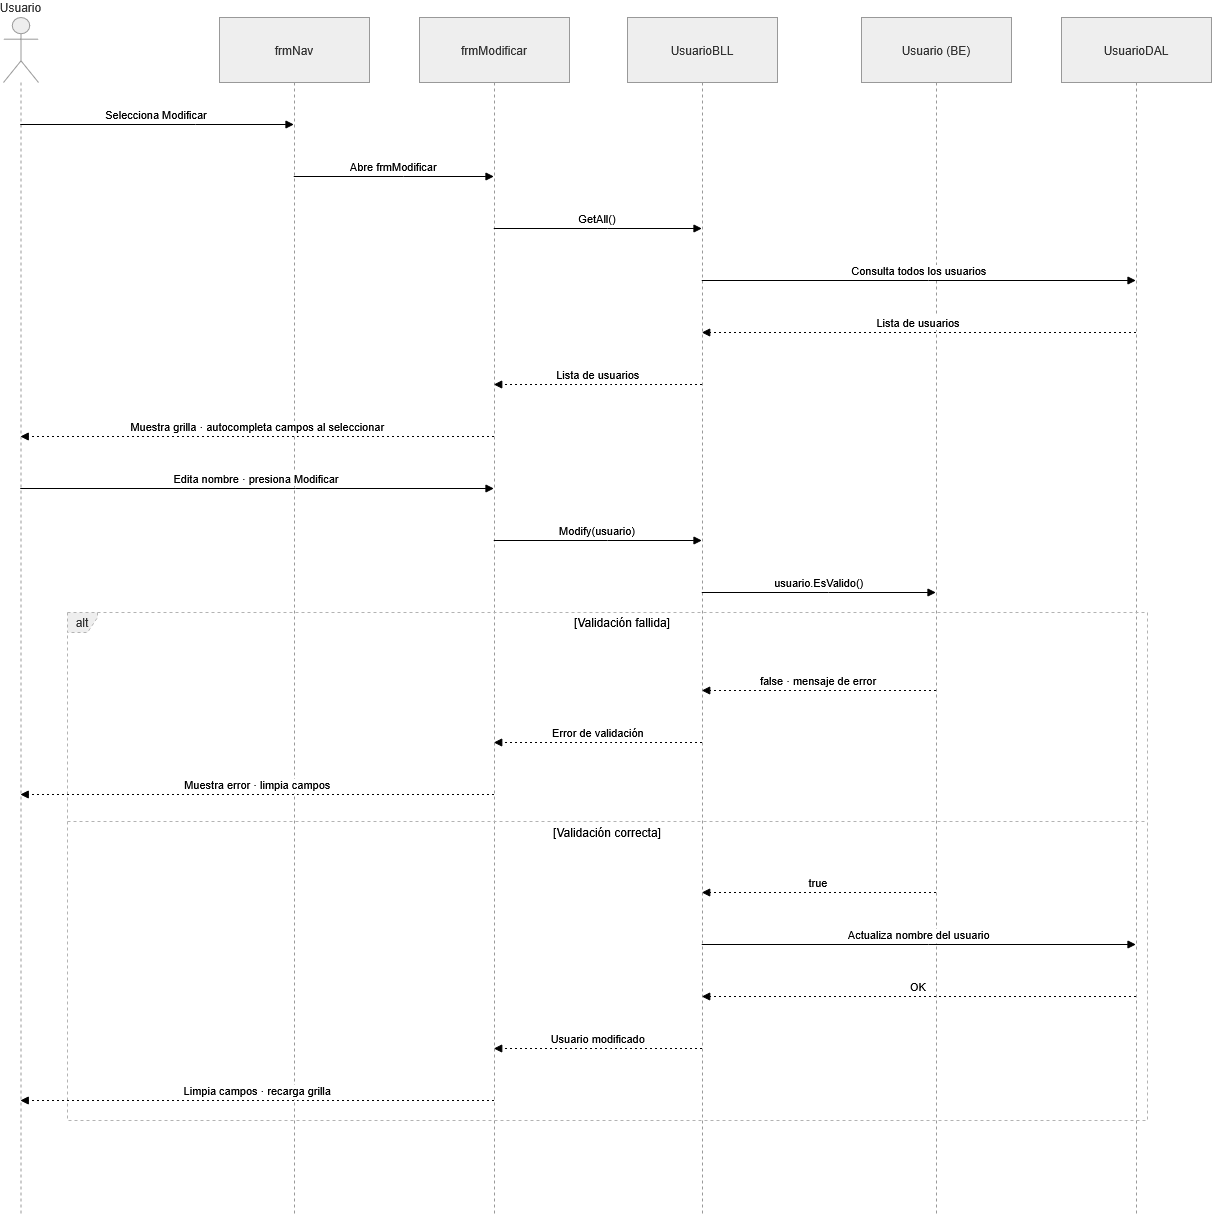 Usuario
frmNav
frmModificar
UsuarioBLL
Usuario (BE)
UsuarioDAL
Selecciona Modificar
Abre frmModificar
GetAll()
Consulta todos los usuarios
Lista de usuarios
Lista de usuarios
Muestra grilla · autocompleta campos al seleccionar
Edita nombre · presiona Modificar
Modify(usuario)
usuario.EsValido()
alt
[Validación fallida]
false · mensaje de error
Error de validación
Muestra error · limpia campos
[Validación correcta]
true
Actualiza nombre del usuario
OK
Usuario modificado
Limpia campos · recarga grilla